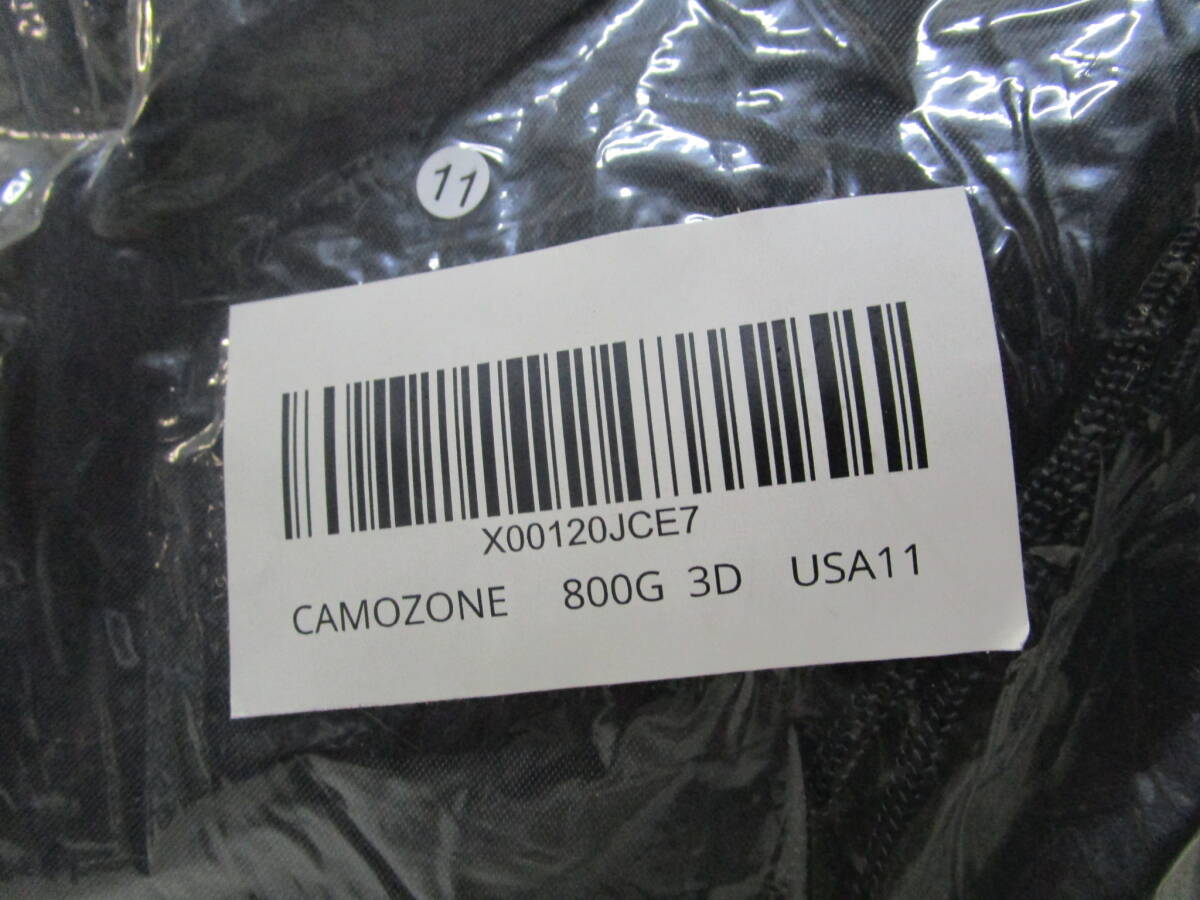 11
X00120JCE7
CAMOZONE 800G 3D USA11